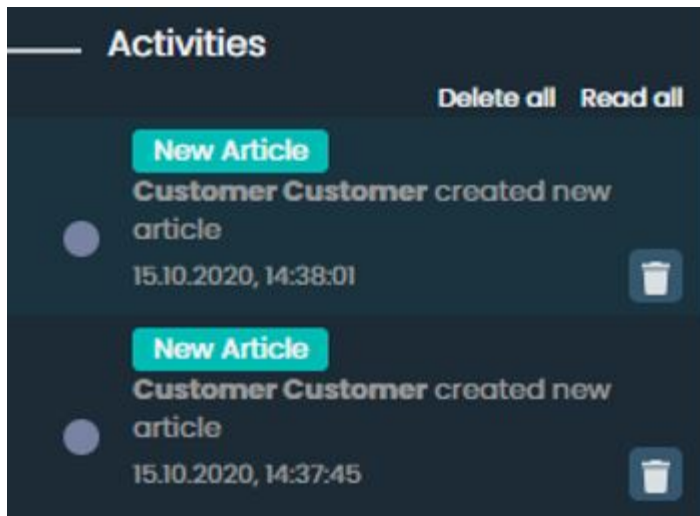 Activities
Delete all Read all
New Article
Customer Customer created new
article
15.10.2020, 14:38:01
New Article
Customer Customer created new
article
15.10.2020, 14:37:45